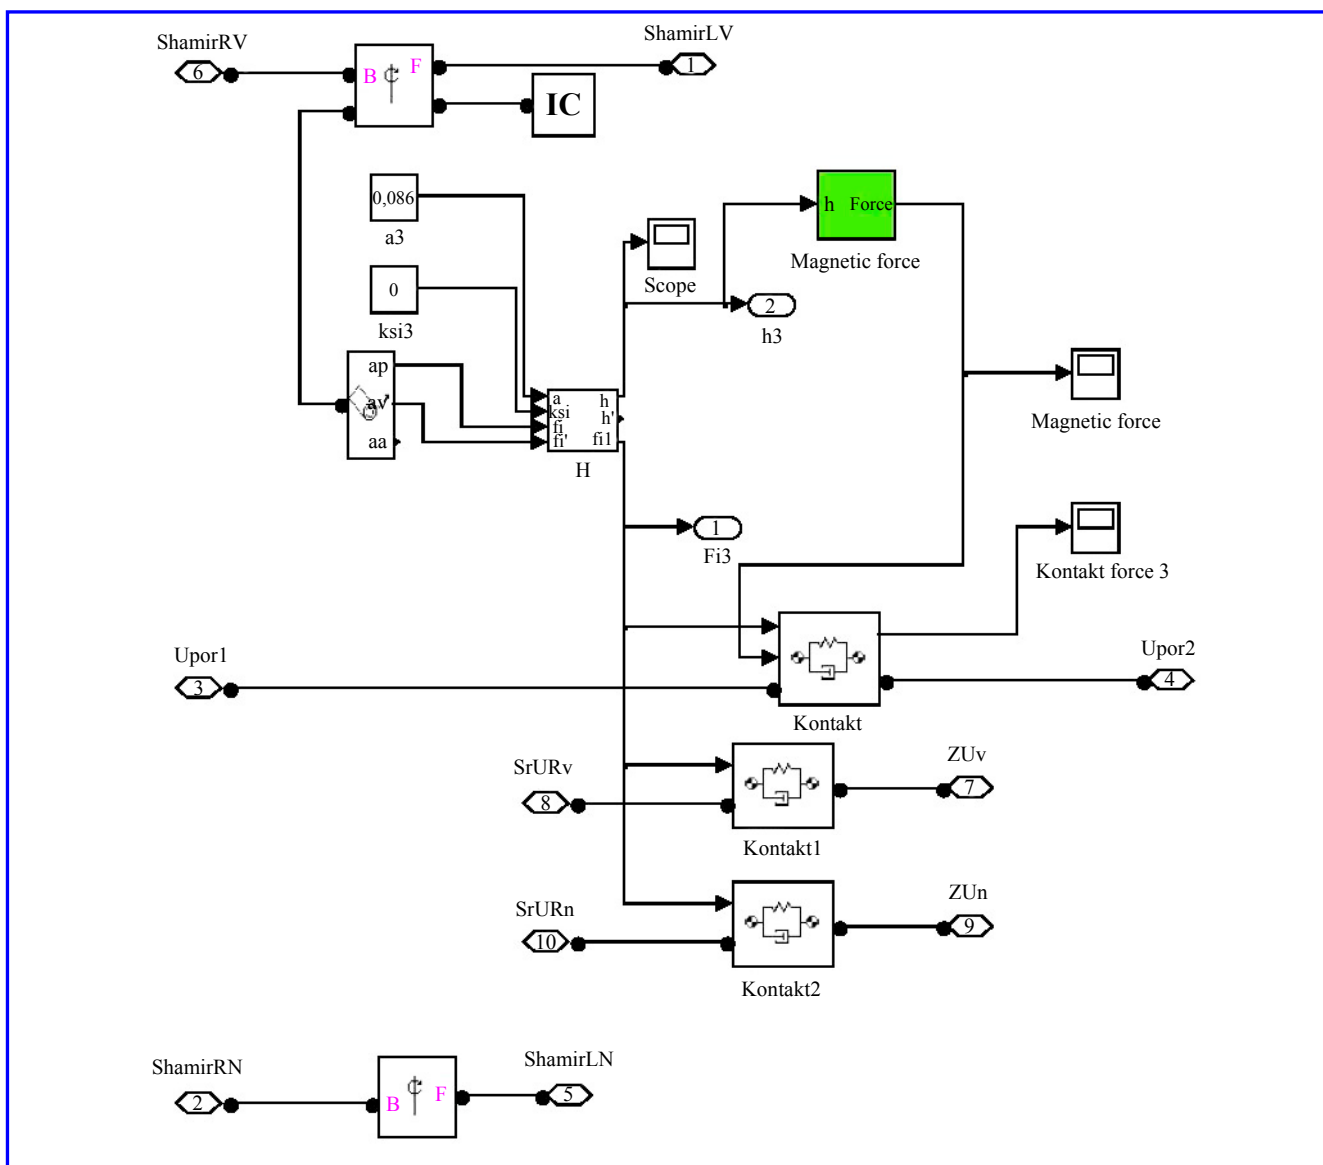 ShamirRV
6
B
F
ShamirLV
1
IC
0,086
a3
0
ksi3
ap
av
aa
a
ksi
fi
fi'
h
h'
fi1
H
Scope
h
Force
Magnetic force
2
h3
Magnetic force
1
Fi3
Kontakt force 3
Upor1
3
Kontakt
Upor2
4
SrURv
8
Kontakt1
ZUv
7
SrURn
10
Kontakt2
ZUn
9
ShamirRN
2
B
F
ShamirLN
5